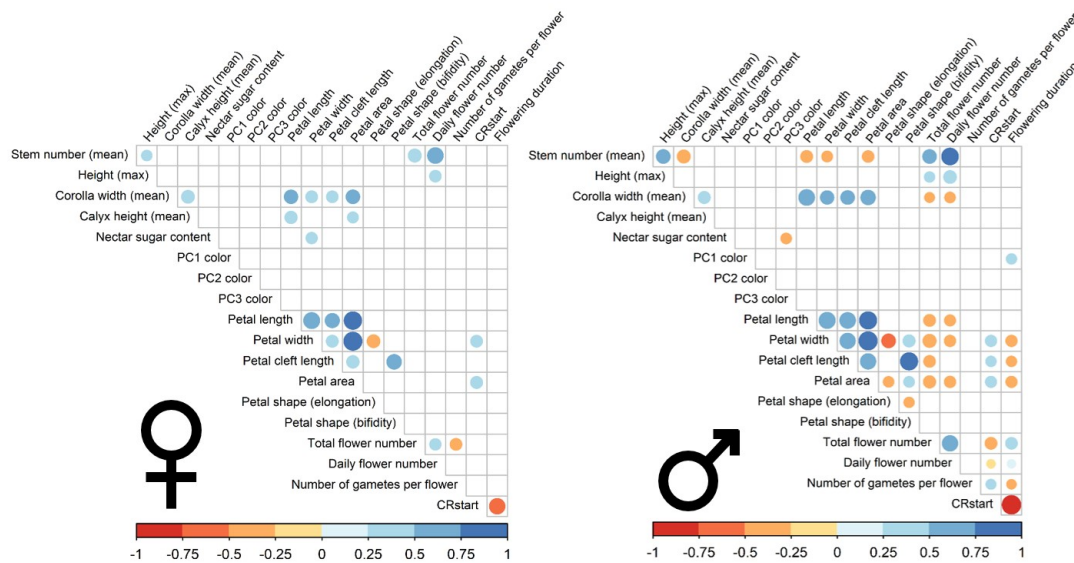 Height (max)
Corolla width (mean)
Calyx height (mean)
Nectar sugar content
PC1 color
PC2 color
PC3 color
Petal length
Petal width
Petal cleft length
Petal area
Petal shape (elongation)
Petal shape (bifidity)
Total flower number
Daily flower number
Number of gametes per flower
CRstart
Flowering duration
Stem number (mean)
Height (max)
Corolla width (mean)
Calyx height (mean)
Nectar sugar content
PC1 color
PC2 color
PC3 color
Petal length
Petal width
Petal cleft length
Petal area
Petal shape (elongation)
Petal shape (bifidity)
Total flower number
Daily flower number
Number of gametes per flower
CRstart
-1 -0.75 -0.5 -0.25 0 0.25 0.5 0.75 1
Height (max)
Corolla width (mean)
Calyx height (mean)
Nectar sugar content
PC1 color
PC2 color
PC3 color
Petal length
Petal width
Petal cleft length
Petal area
Petal shape (elongation)
Petal shape (bifidity)
Total flower number
Daily flower number
Number of gametes per flower
CRstart
Flowering duration
Stem number (mean)
Height (max)
Corolla width (mean)
Calyx height (mean)
Nectar sugar content
PC1 color
PC2 color
PC3 color
Petal length
Petal width
Petal cleft length
Petal area
Petal shape (elongation)
Petal shape (bifidity)
Total flower number
Daily flower number
Number of gametes per flower
CRstart
-1 -0.75 -0.5 -0.25 0 0.25 0.5 0.75 1